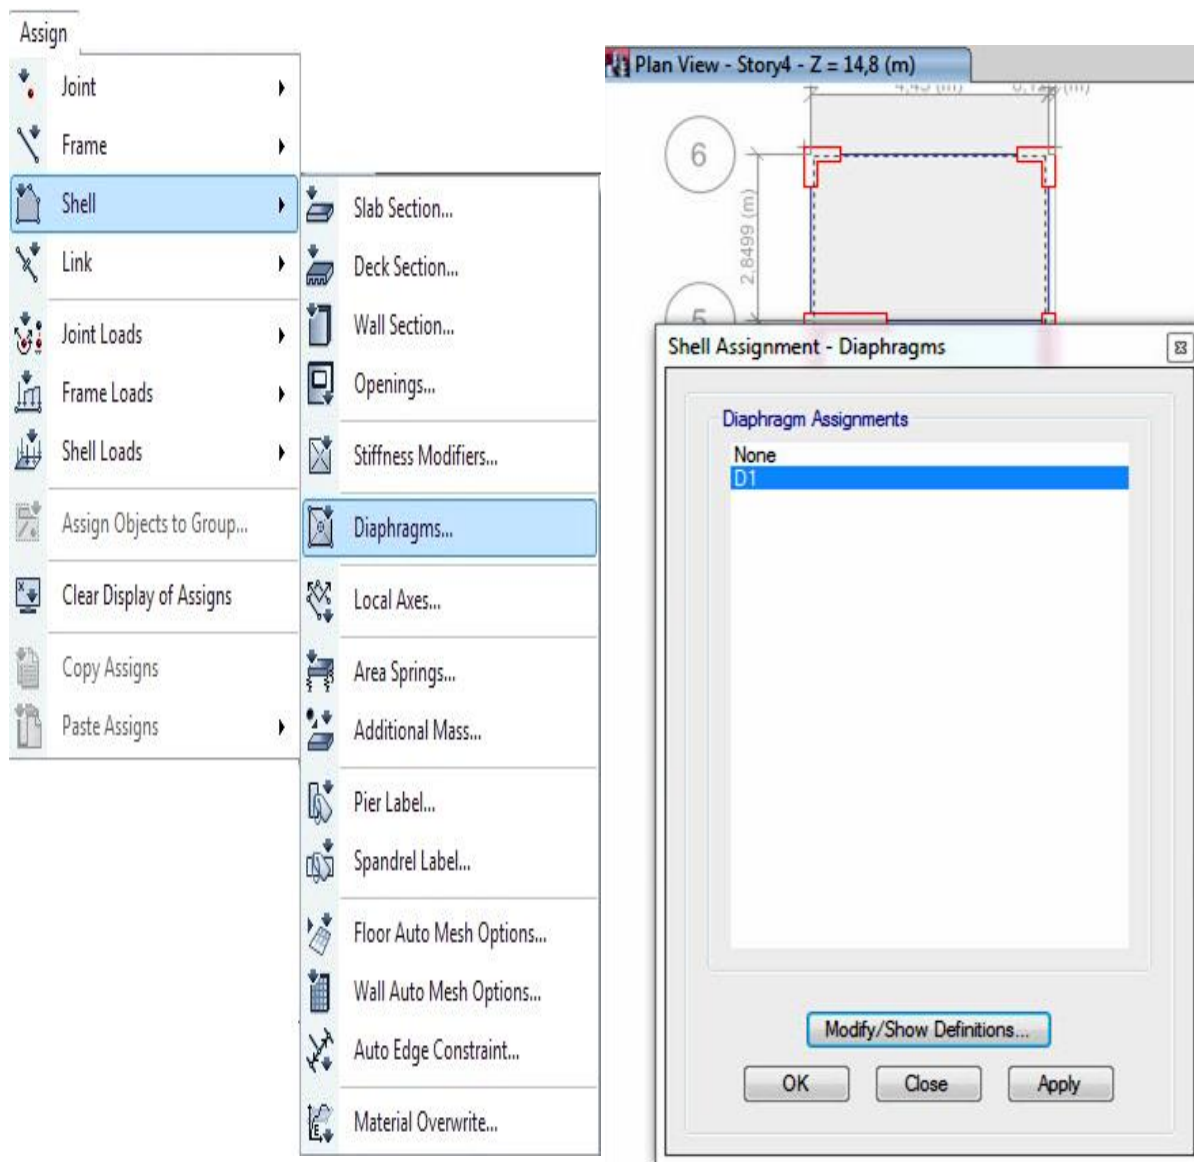 Assign
Joint
Frame
Shell
Link
Joint Loads
Frame Loads
Shell Loads
Assign Objects to Group...
Clear Display of Assigns
Copy Assigns
Paste Assigns
Slab Section...
Deck Section...
Wall Section...
Openings...
Stiffness Modifiers...
Diaphragms...
Local Axes...
Area Springs...
Additional Mass...
Pier Label...
Spandrel Label...
Floor Auto Mesh Options...
Wall Auto Mesh Options...
Auto Edge Constraint...
Material Overwrite...
Plan View - Story4 - Z = 14,8 (m)
6
2,8499 (m)
5
Shell Assignment - Diaphragms
Diaphragm Assignments
None
D1
Modify/Show Definitions...
OK Close Apply